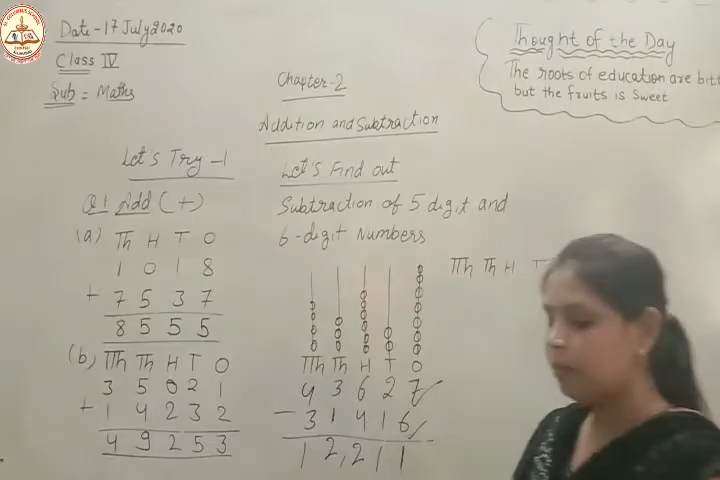 Date - 17 July 2020
Class IV
Sub = Maths
Thought of the Day
The roots of education are bitt
but the fruits is Sweet
Chapter-2
Addition and Subtraction
Let's Try -1
Q1 Add (+)
(a) Th H T O
1 0 1 8
+ 7 5 3 7
8 5 5 5
(b) TTh Th H T O
3 5 0 2 1
+ 1 4 2 3 2
4 9 2 5 3
Let's Find out
Subtraction of 5 digit and
6-digit Numbers
TTh Th H T O
4 3 6 2 7
- 3 1 4 1 6
1 2, 2 1 1
TTh Th H T